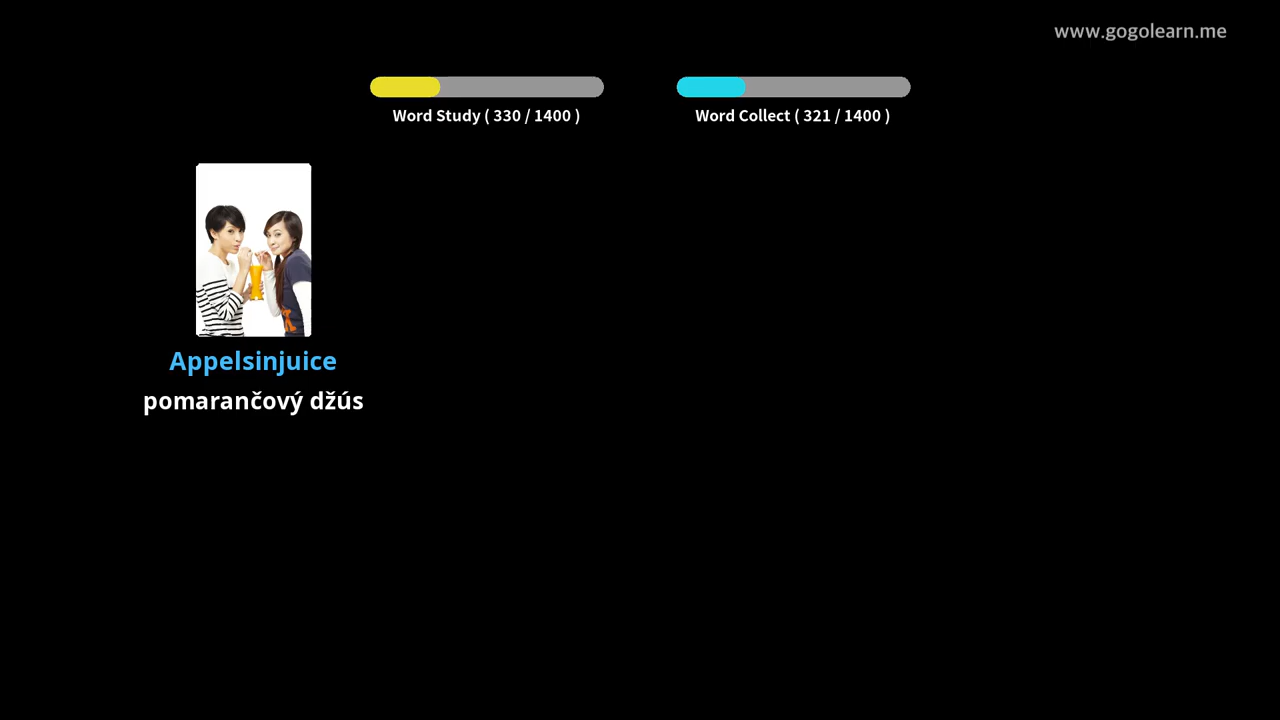 www.gogolearn.me
Word Study ( 330 / 1400 )
Word Collect ( 321 / 1400 )
Appelsinjuice
pomarančový džús